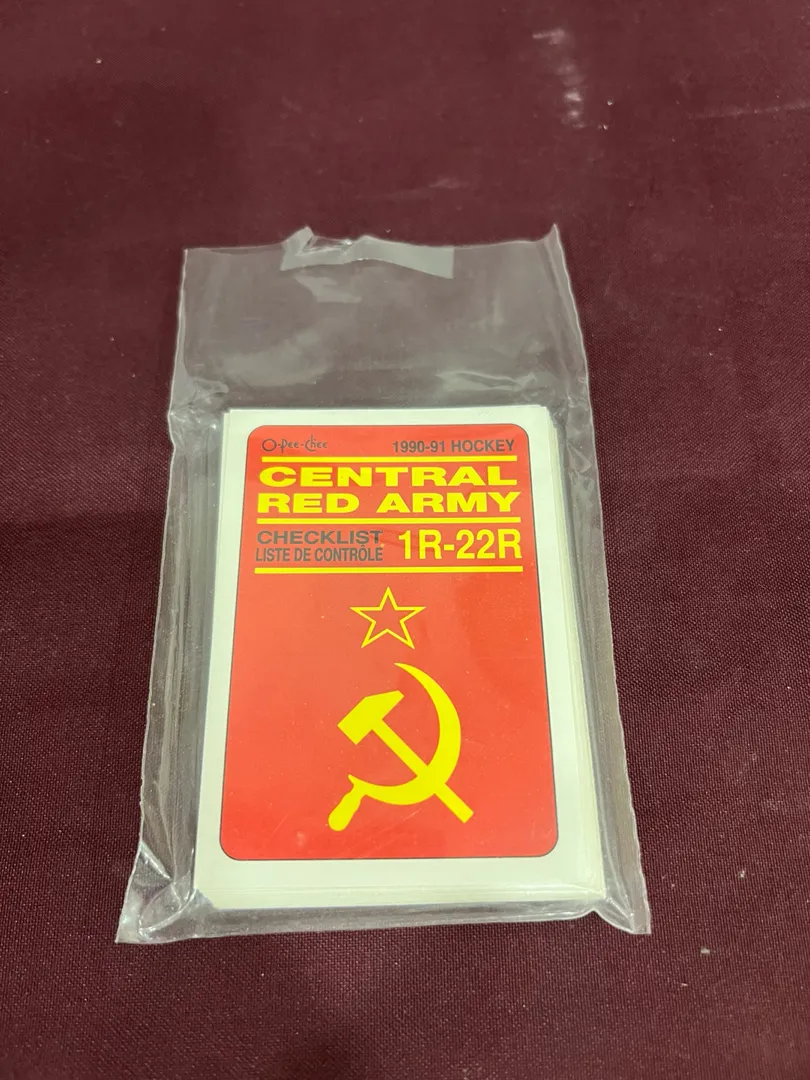 O-Pee-Chee 1990-91 HOCKEY
CENTRAL
RED ARMY
CHECKLIST
LISTE DE CONTRÔLE 1R-22R